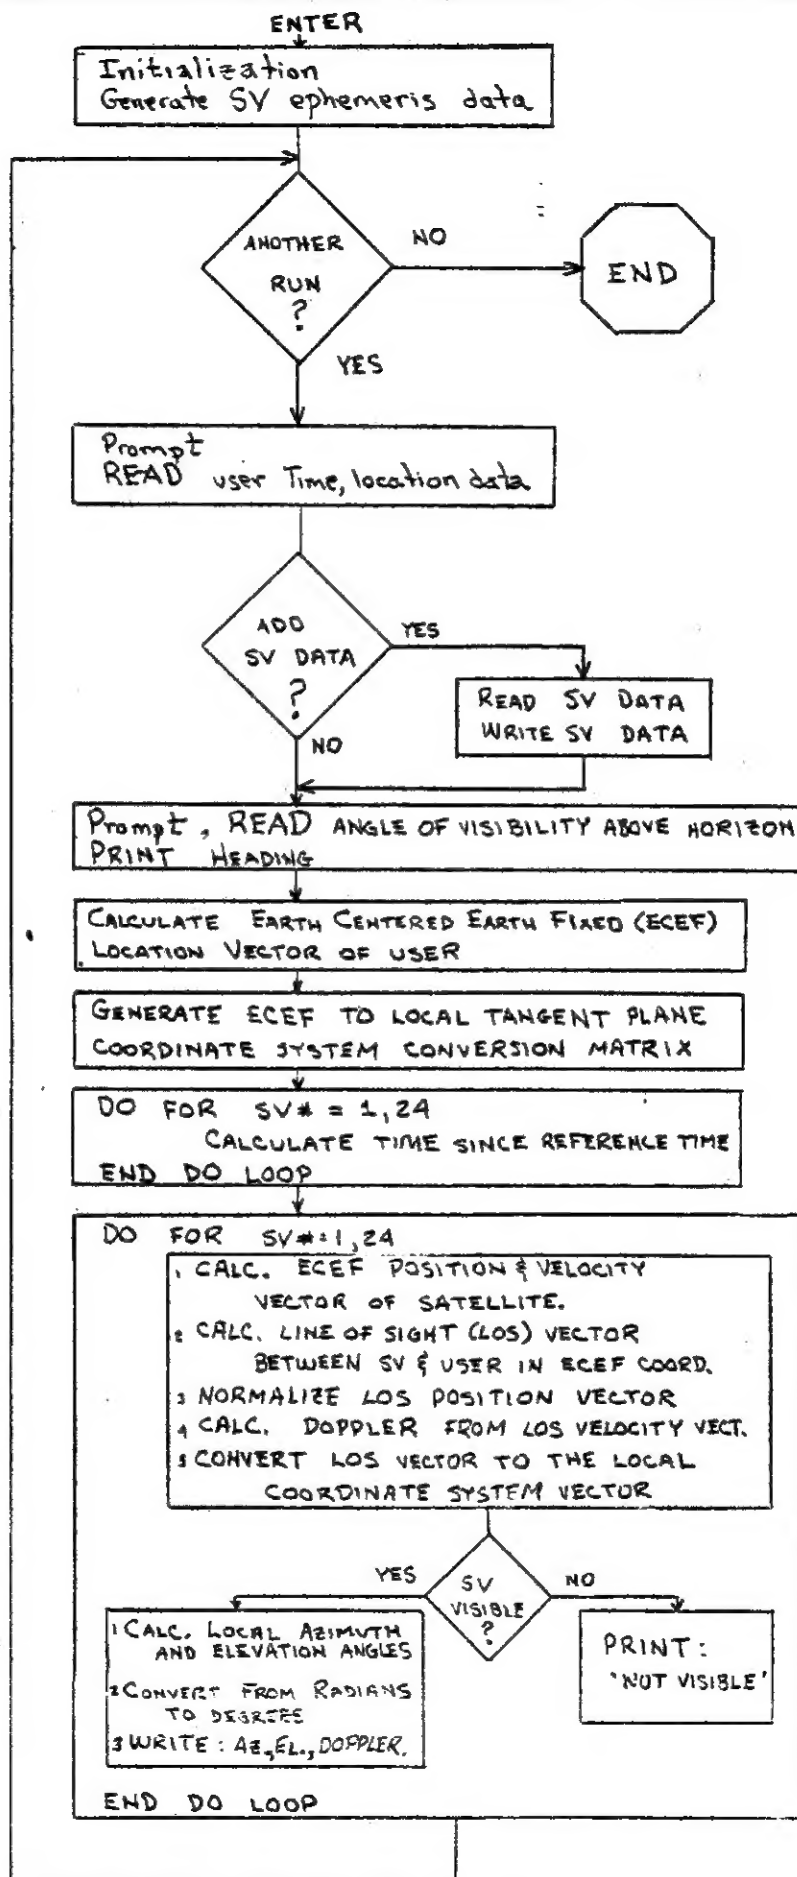 ENTER
Initialization
Generate SV ephemeris data
ANOTHER
RUN
?
NO
END
YES
Prompt
READ user Time, location data
ADD
SV DATA
?
YES
READ SV DATA
WRITE SV DATA
NO
Prompt, READ ANGLE OF VISIBILITY ABOVE HORIZON
PRINT HEADING
CALCULATE EARTH CENTERED EARTH FIXED (ECEF)
LOCATION VECTOR OF USER
GENERATE ECEF TO LOCAL TANGENT PLANE
COORDINATE SYSTEM CONVERSION MATRIX
DO FOR SV# = 1,24
CALCULATE TIME SINCE REFERENCE TIME
END DO LOOP
DO FOR SV#=1,24
1 CALC. ECEF POSITION & VELOCITY
VECTOR OF SATELLITE.
2 CALC. LINE OF SIGHT (LOS) VECTOR
BETWEEN SV & USER IN ECEF COORD.
3 NORMALIZE LOS POSITION VECTOR
4 CALC. DOPPLER FROM LOS VELOCITY VECT.
5 CONVERT LOS VECTOR TO THE LOCAL
COORDINATE SYSTEM VECTOR
YES
SV
VISIBLE
?
NO
1 CALC. LOCAL AZIMUTH
AND ELEVATION ANGLES
2 CONVERT FROM RADIANS
TO DEGREES
3 WRITE: AZ., EL., DOPPLER.
PRINT:
'NOT VISIBLE'
END DO LOOP